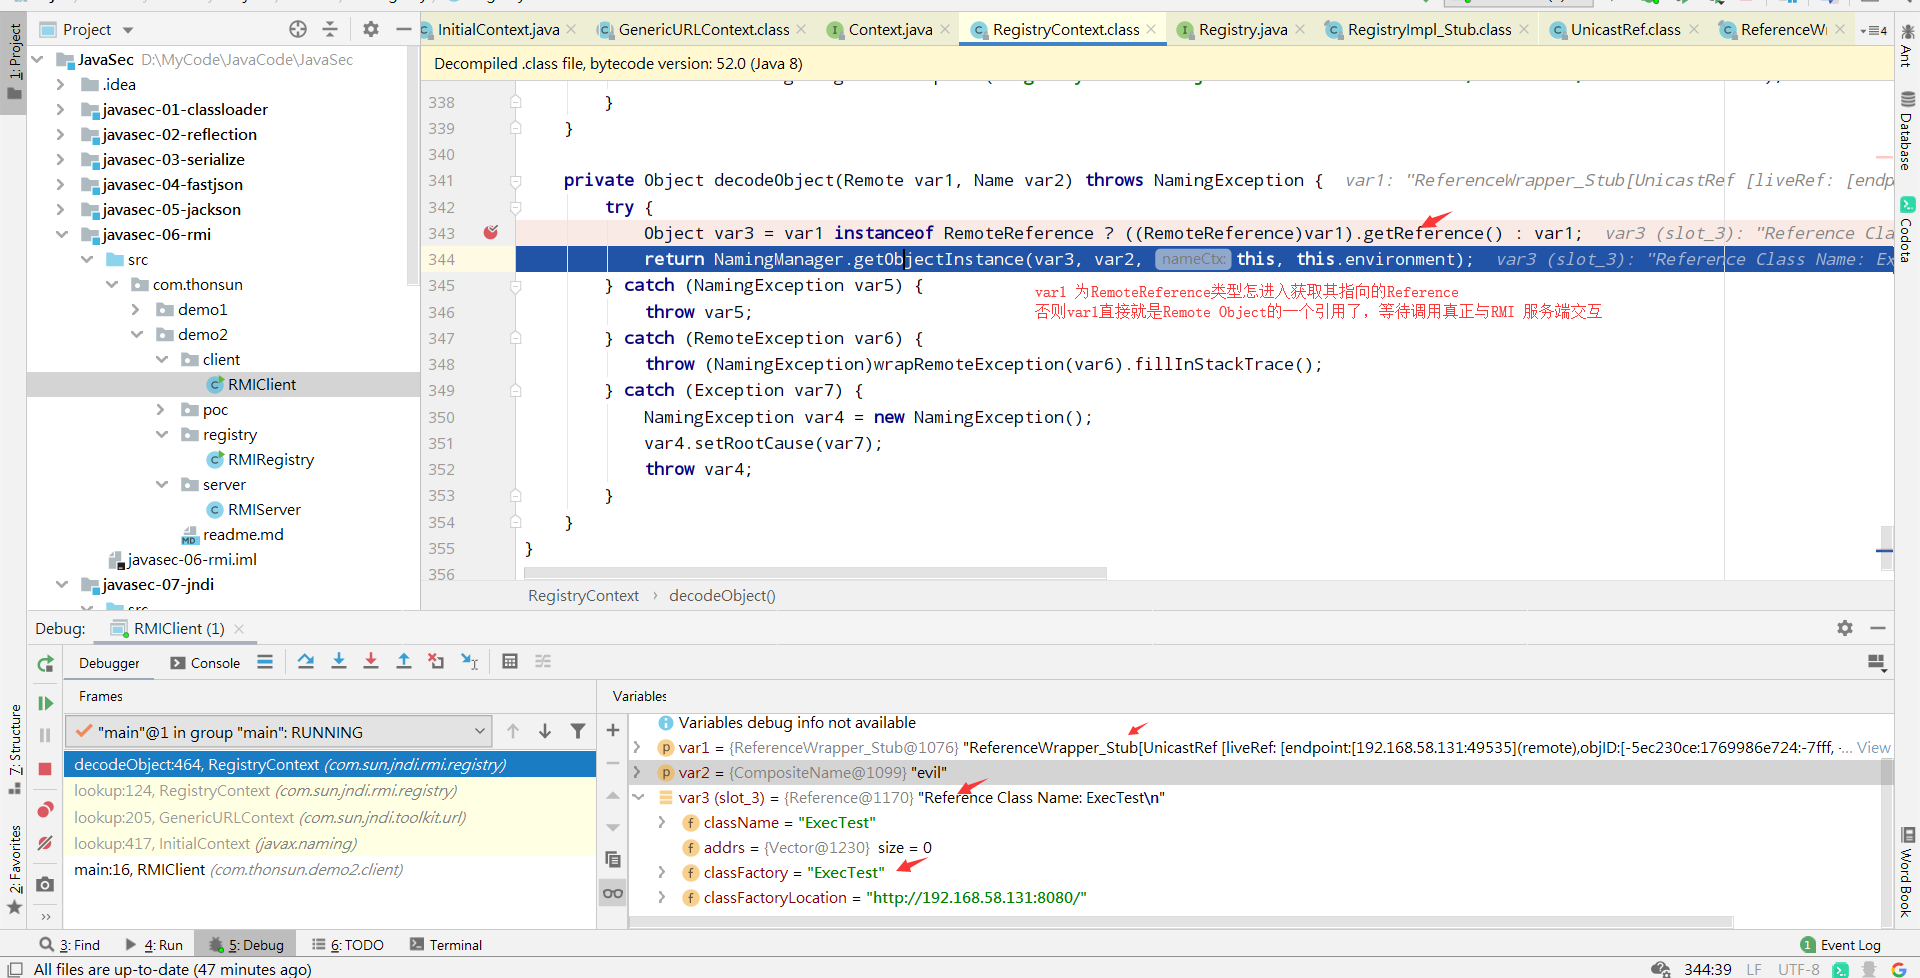 1: Project
Project
InitialContext.java
GenericURLContext.class
Context.java
RegistryContext.class
Registry.java
RegistryImpl_Stub.class
UnicastRef.class
ReferenceW
≡4
Ant
Database
Codota
Word Book
JavaSec D:\MyCode\JavaCode\JavaSec
.idea
javasec-01-classloader
javasec-02-reflection
javasec-03-serialize
javasec-04-fastjson
javasec-05-jackson
javasec-06-rmi
src
com.thonsun
demo1
demo2
client
RMIClient
poc
registry
RMIRegistry
server
RMIServer
readme.md
javasec-06-rmi.iml
javasec-07-jndi
src
Decompiled .class file, bytecode version: 52.0 (Java 8)
338 }
339 }
340
341 private Object decodeObject(Remote var1, Name var2) throws NamingException { var1: "ReferenceWrapper_Stub[UnicastRef [liveRef: [endp
342 try {
343 Object var3 = var1 instanceof RemoteReference ? ((RemoteReference)var1).getReference() : var1; var3 (slot_3): "Reference Cla
344 return NamingManager.getObjectInstance(var3, var2, nameCtx: this, this.environment); var3 (slot_3): "Reference Class Name: Ex
345 } catch (NamingException var5) {
var1 为RemoteReference类型怎进入获取其指向的Reference
346 throw var5;
否则var1直接就是Remote Object的一个引用了，等待调用真正与RMI 服务端交互
347 } catch (RemoteException var6) {
348 throw (NamingException)wrapRemoteException(var6).fillInStackTrace();
349 } catch (Exception var7) {
350 NamingException var4 = new NamingException();
351 var4.setRootCause(var7);
352 throw var4;
353 }
354 }
355 }
356
RegistryContext › decodeObject()
Debug: RMIClient (1)
Debugger Console
Frames
Variables
"main"@1 in group "main": RUNNING
decodeObject:464, RegistryContext (com.sun.jndi.rmi.registry)
lookup:124, RegistryContext (com.sun.jndi.rmi.registry)
lookup:205, GenericURLContext (com.sun.jndi.toolkit.url)
lookup:417, InitialContext (javax.naming)
main:16, RMIClient (com.thonsun.demo2.client)
Variables debug info not available
var1 = {ReferenceWrapper_Stub@1076} "ReferenceWrapper_Stub[UnicastRef [liveRef: [endpoint:[192.168.58.131:49535](remote),objID:[-5ec230ce:1769986e724:-7fff, · ... View
var2 = {CompositeName@1099} "evil"
var3 (slot_3) = {Reference@1170} "Reference Class Name: ExecTest\n"
className = "ExecTest"
addrs = {Vector@1230} size = 0
classFactory = "ExecTest"
classFactoryLocation = "http://192.168.58.131:8080/"
7: Structure
2: Favorites
3: Find 4: Run 5: Debug 6: TODO Terminal 1 Event Log
All files are up-to-date (47 minutes ago) 344:39 LF UTF-8